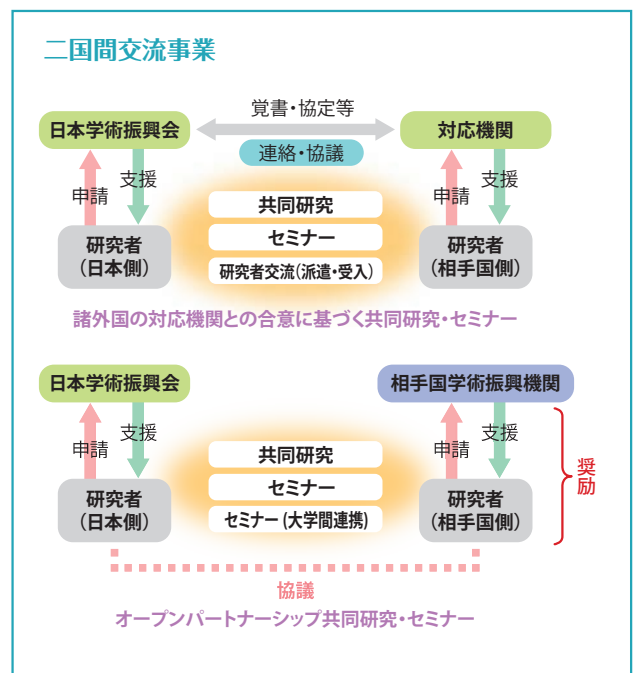 二国間交流事業
覚書・協定等
日本学術振興会
対応機関
連絡・協議
申請
支援
申請
支援
共同研究
セミナー
研究者交流(派遣・受入)
研究者
(日本側)
研究者
(相手国側)
諸外国の対応機関との合意に基づく共同研究・セミナー
日本学術振興会
相手国学術振興機関
申請
支援
申請
支援
奨励
共同研究
セミナー
セミナー(大学間連携)
研究者
(日本側)
研究者
(相手国側)
協議
オープンパートナーシップ共同研究・セミナー